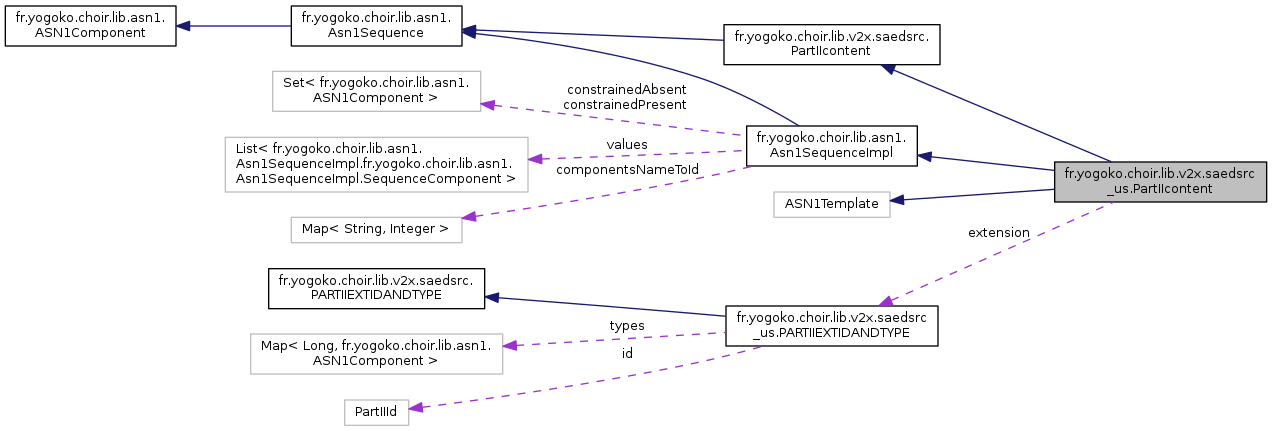 fr.yogoko.choir.lib.asn1.
ASN1Component
fr.yogoko.choir.lib.asn1.
Asn1Sequence
fr.yogoko.choir.lib.v2x.saedsrc.
PartIIcontent
Set< fr.yogoko.choir.lib.asn1.
ASN1Component >
constrainedAbsent
constrainedPresent
fr.yogoko.choir.lib.asn1.
Asn1SequenceImpl
List< fr.yogoko.choir.lib.asn1.
Asn1SequenceImpl.fr.yogoko.choir.lib.asn1.
Asn1SequenceImpl.SequenceComponent >
values
componentsNameToId
Map< String, Integer >
fr.yogoko.choir.lib.v2x.saedsrc
_us.PartIIcontent
ASN1Template
extension
fr.yogoko.choir.lib.v2x.saedsrc.
PARTIIEXTIDANDTYPE
fr.yogoko.choir.lib.v2x.saedsrc
_us.PARTIIEXTIDANDTYPE
Map< Long, fr.yogoko.choir.lib.asn1.
ASN1Component >
types
id
PartIIId